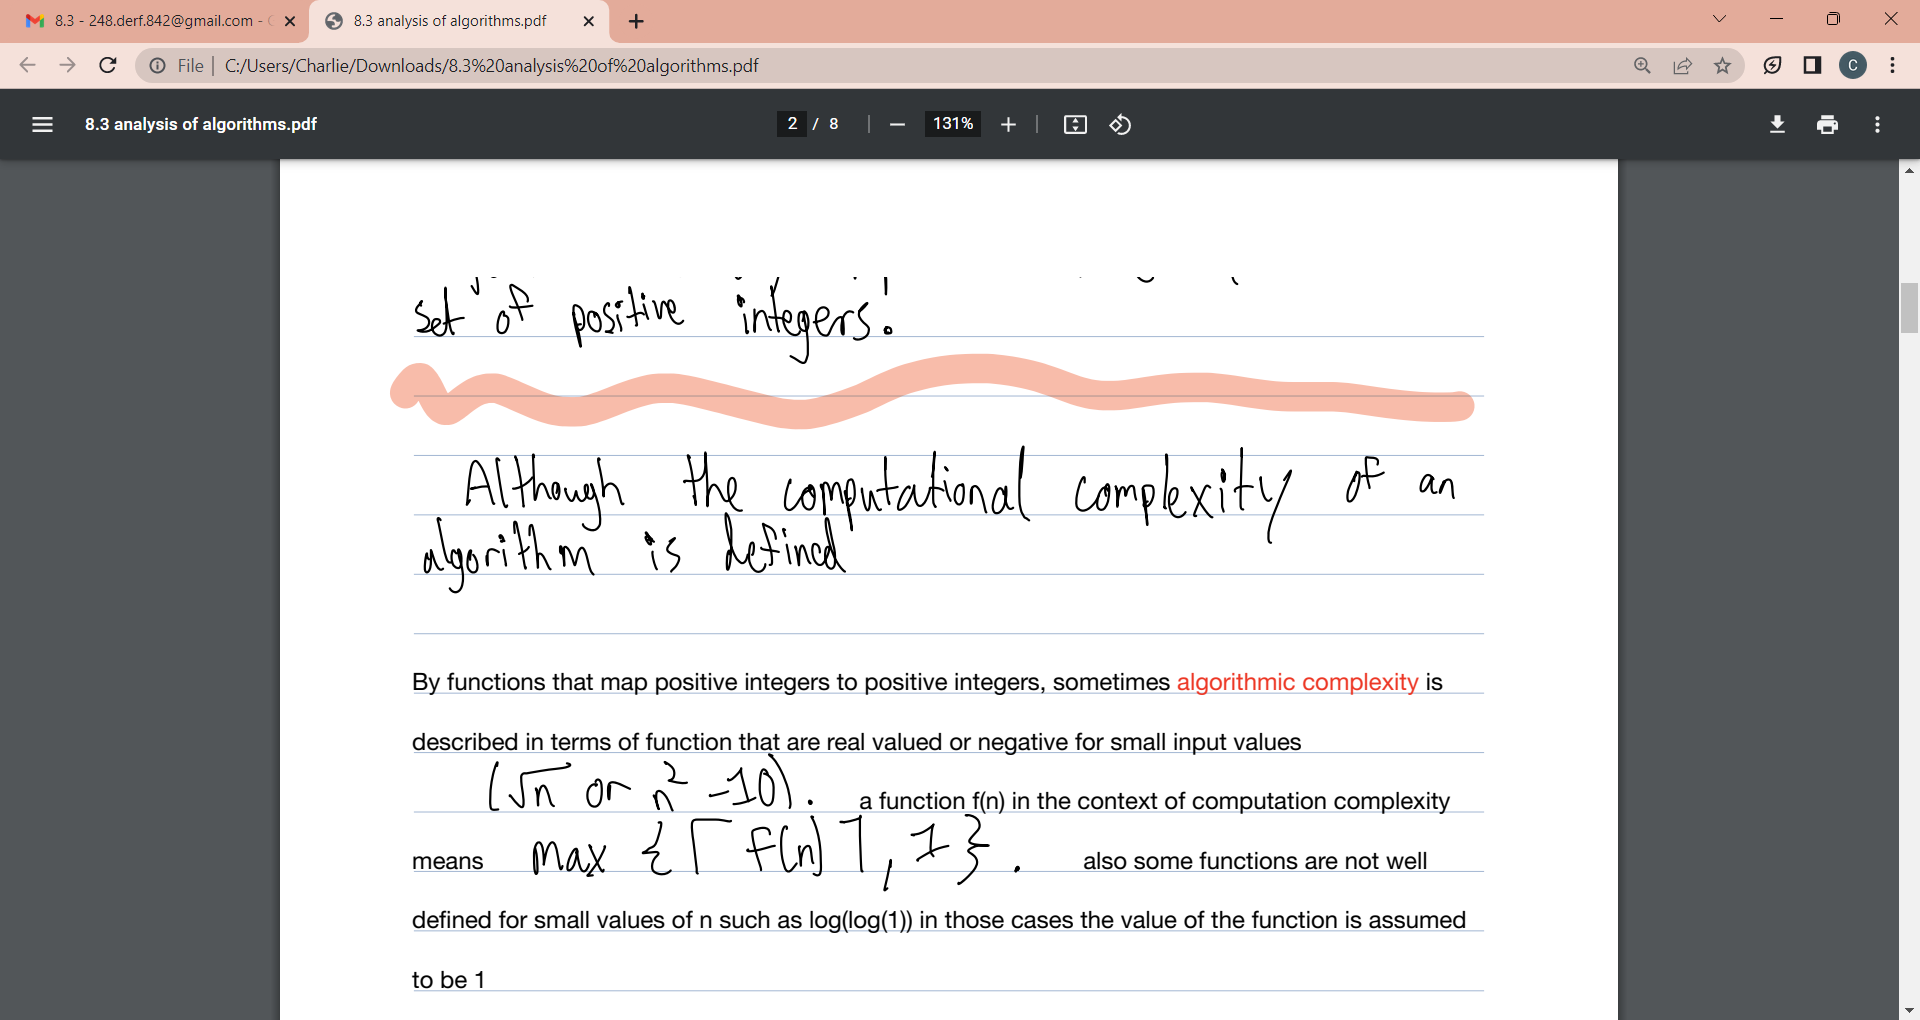 8.3 - 248.derf.842@gmail.com -
8.3 analysis of algorithms.pdf
File | C:/Users/Charlie/Downloads/8.3%20analysis%20of%20algorithms.pdf
C
8.3 analysis of algorithms.pdf
2 / 8 | — 131% + |
set of positive integers!
Although the computational complexity of an
algorithm is defined
By functions that map positive integers to positive integers, sometimes algorithmic complexity is
described in terms of function that are real valued or negative for small input values
(√n or n² -10). a function f(n) in the context of computation complexity
means max {⌈ f(n) ⌉, 1}. also some functions are not well
defined for small values of n such as log(log(1)) in those cases the value of the function is assumed
to be 1